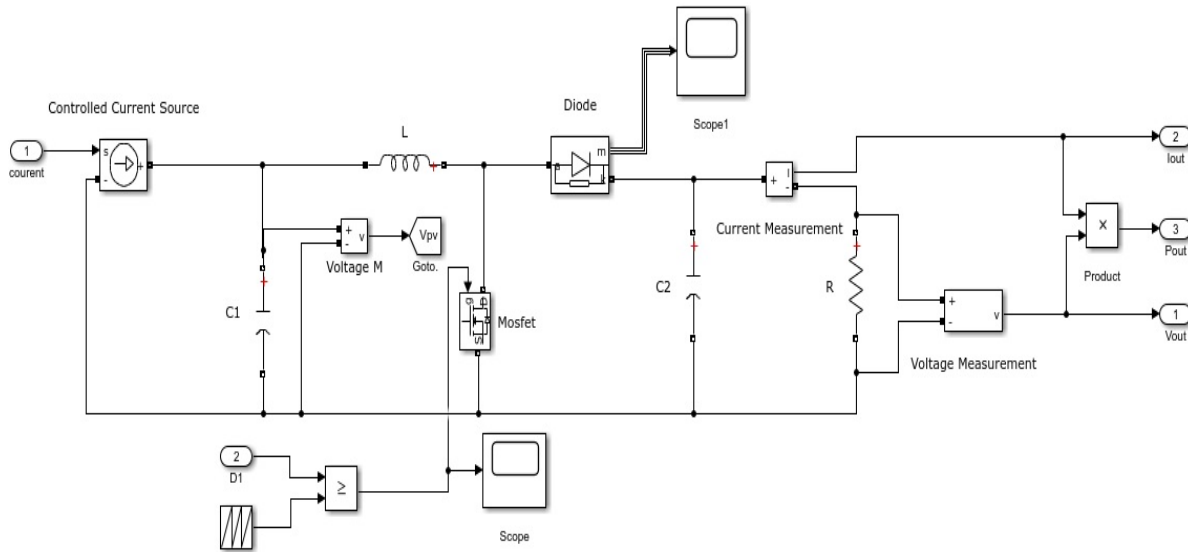 Controlled Current Source
s
+
-
1
courent
L
Diode
a
m
k
Scope1
+
-
v
Voltage M
Vpv
Goto.
C1
g
D
S
Mosfet
C2
+
-
I
Current Measurement
R
+
-
v
Voltage Measurement
×
Product
2
Iout
3
Pout
1
Vout
2
D1
≥
Scope